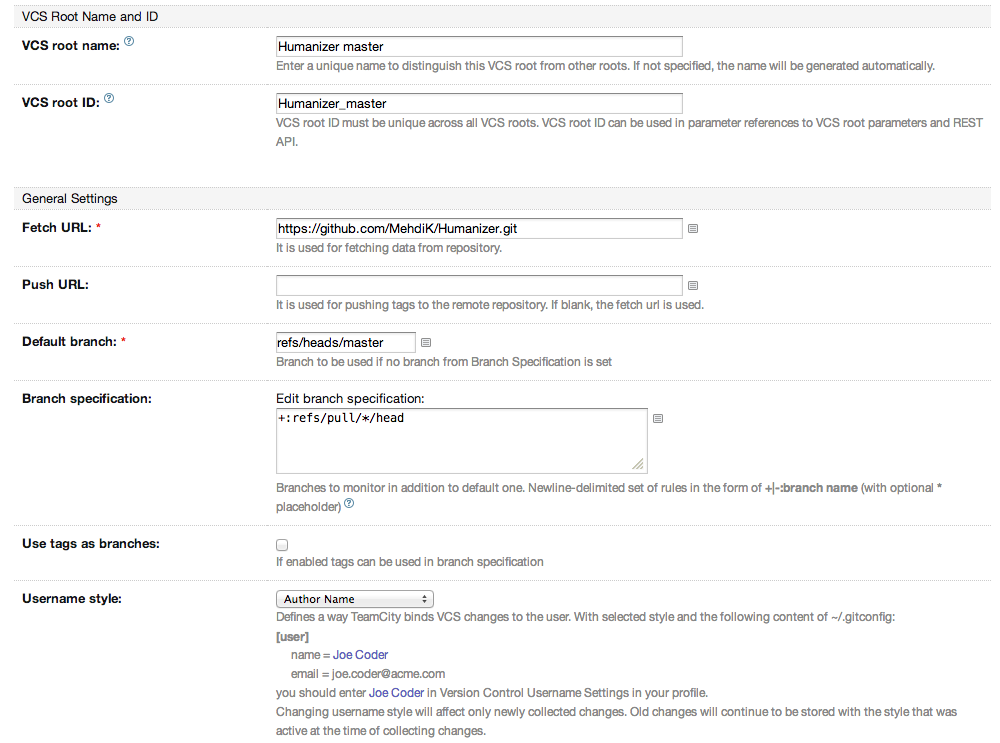 VCS Root Name and ID
VCS root name: ?
Humanizer master
Enter a unique name to distinguish this VCS root from other roots. If not specified, the name will be generated automatically.
VCS root ID: ?
Humanizer_master
VCS root ID must be unique across all VCS roots. VCS root ID can be used in parameter references to VCS root parameters and REST
API.
General Settings
Fetch URL: *
https://github.com/MehdiK/Humanizer.git
It is used for fetching data from repository.
Push URL:
It is used for pushing tags to the remote repository. If blank, the fetch url is used.
Default branch: *
refs/heads/master
Branch to be used if no branch from Branch Specification is set
Branch specification:
Edit branch specification:
+:refs/pull/*/head
Branches to monitor in addition to default one. Newline-delimited set of rules in the form of +|-:branch name (with optional *
placeholder) ?
Use tags as branches:
If enabled tags can be used in branch specification
Username style:
Author Name
Defines a way TeamCity binds VCS changes to the user. With selected style and the following content of ~/.gitconfig:
[user]
name = Joe Coder
email = joe.coder@acme.com
you should enter Joe Coder in Version Control Username Settings in your profile.
Changing username style will affect only newly collected changes. Old changes will continue to be stored with the style that was
active at the time of collecting changes.